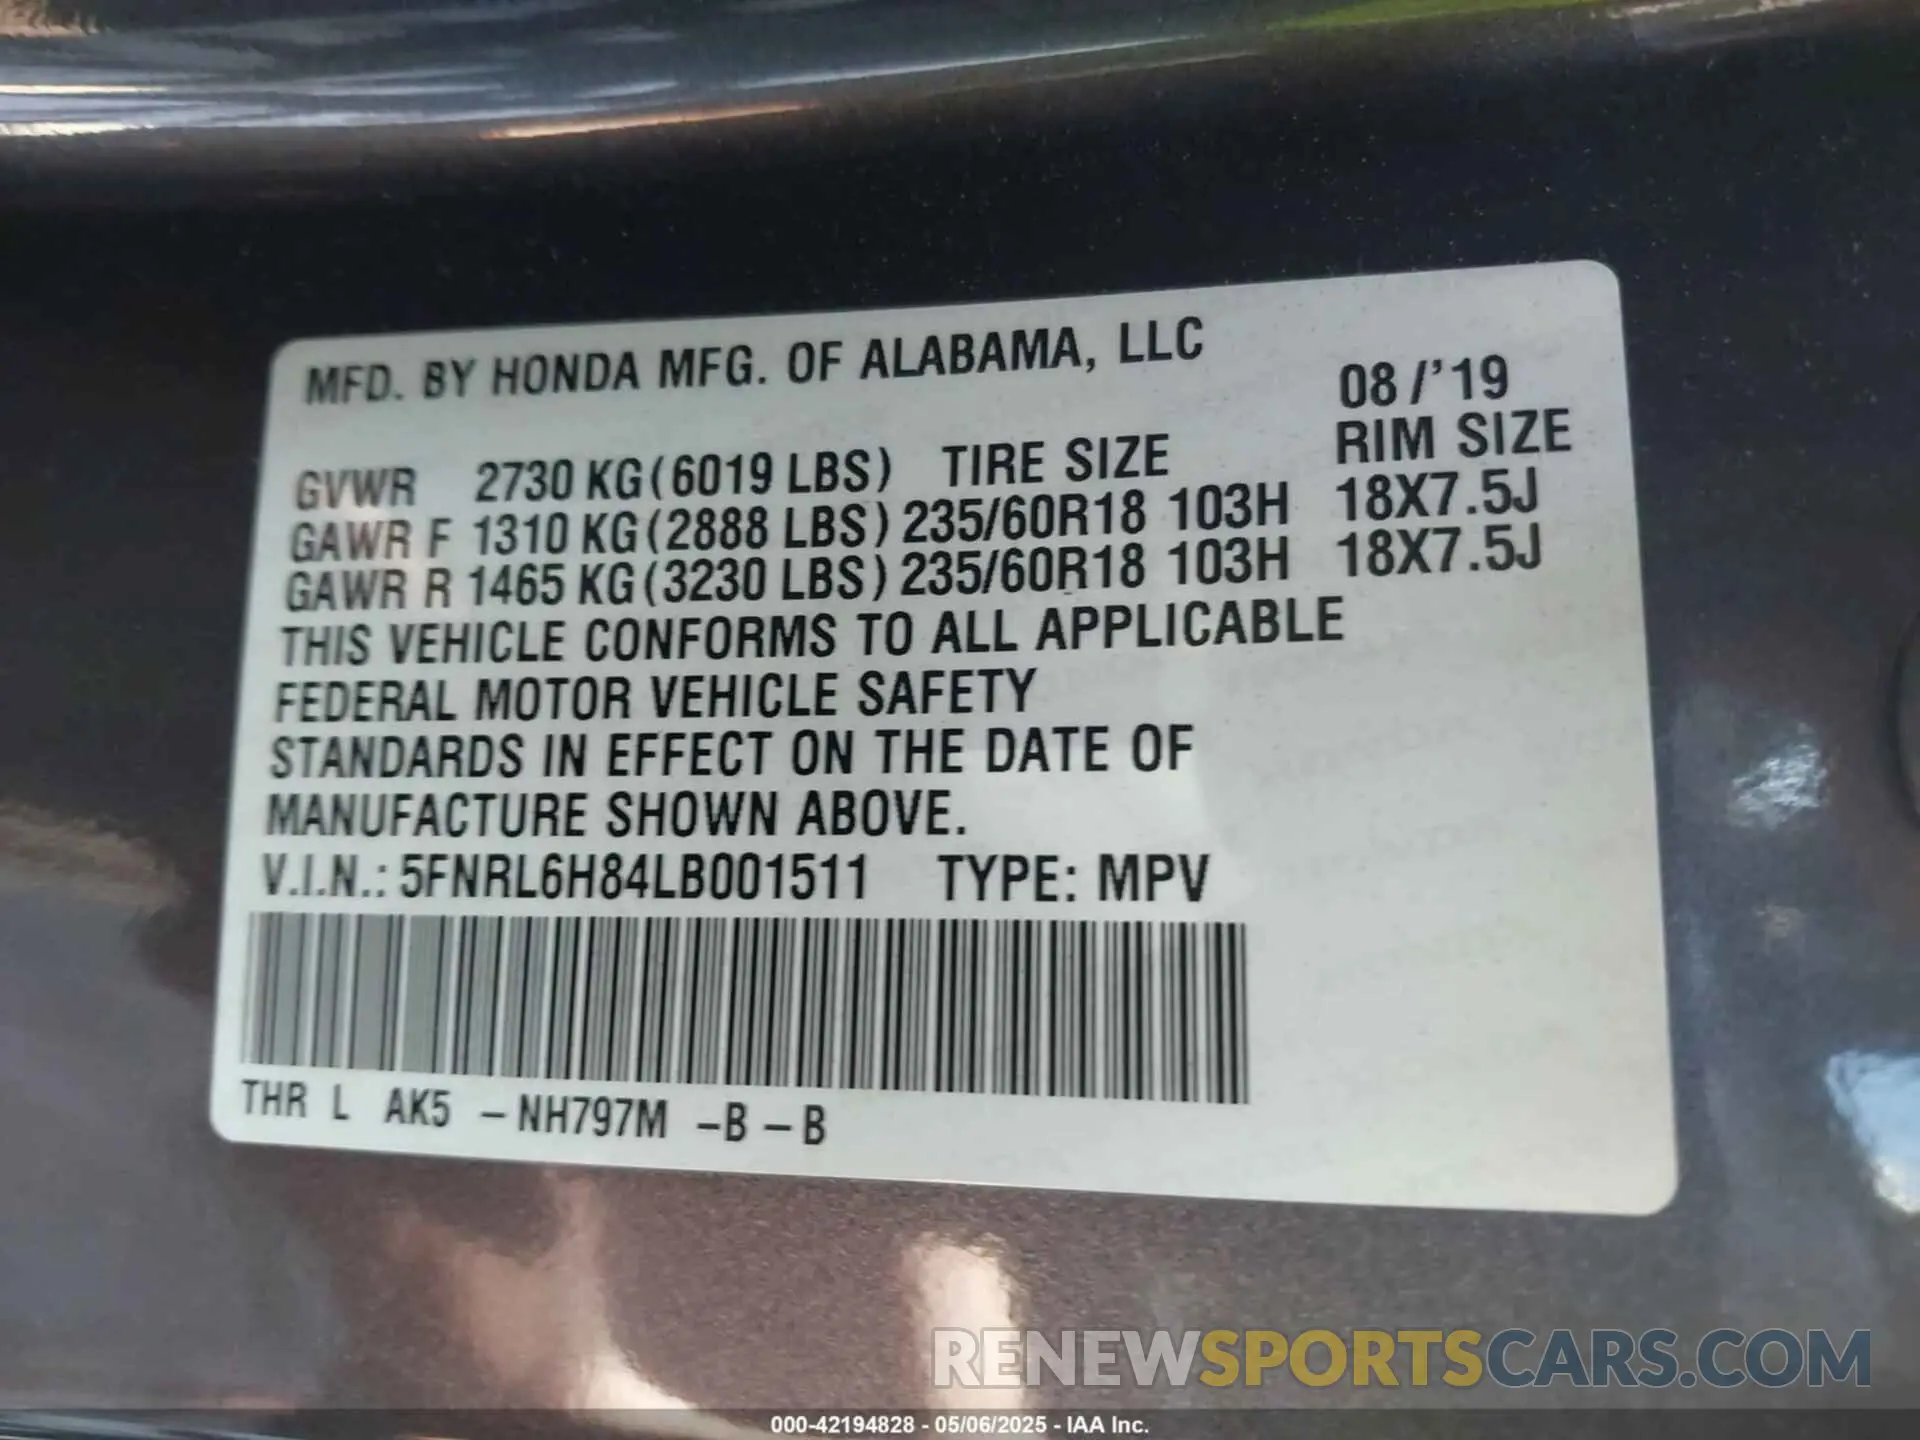 MFD. BY HONDA MFG. OF ALABAMA, LLC
08/'19
GVWR 2730 KG (6019 LBS) TIRE SIZE RIM SIZE
GAWR F 1310 KG (2888 LBS) 235/60R18 103H 18X7.5J
GAWR R 1465 KG (3230 LBS) 235/60R18 103H 18X7.5J
THIS VEHICLE CONFORMS TO ALL APPLICABLE
FEDERAL MOTOR VEHICLE SAFETY
STANDARDS IN EFFECT ON THE DATE OF
MANUFACTURE SHOWN ABOVE.
V.I.N.: 5FNRL6H84LB001511 TYPE: MPV
THR L AK5 – NH797M – B – B
RENEWSPORTSCARS.COM
000-42194828 - 05/06/2025 - IAA Inc.